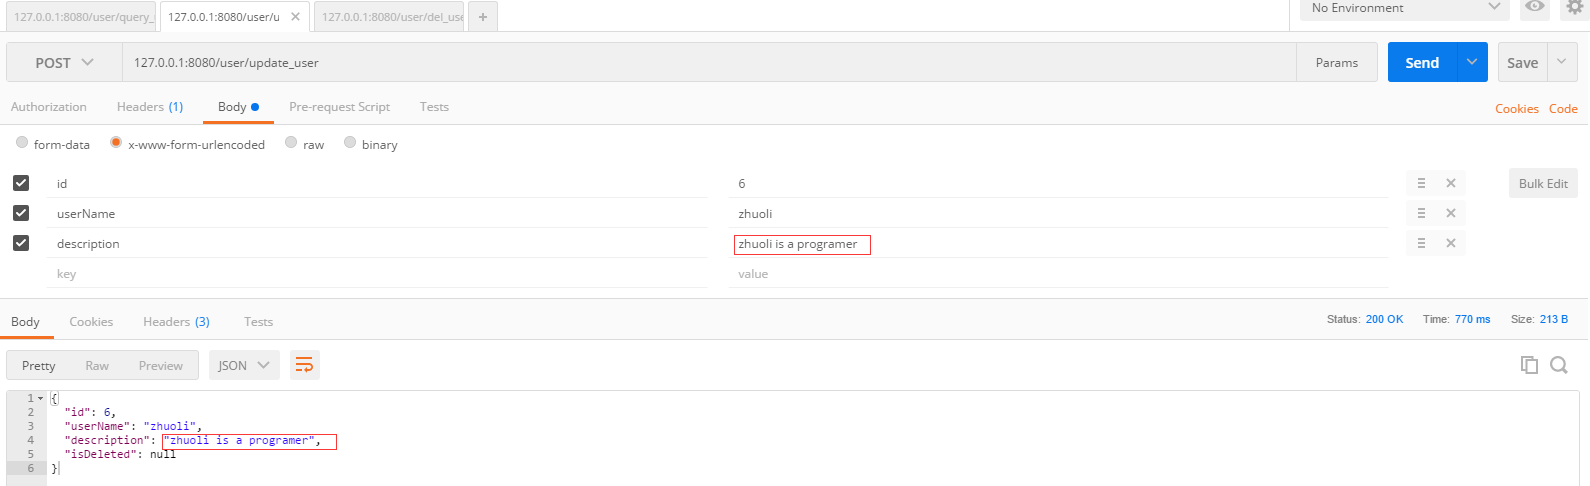 127.0.0.1:8080/user/query_ 127.0.0.1:8080/user/u 127.0.0.1:8080/user/del_use No Environment
POST 127.0.0.1:8080/user/update_user Params Send Save
Authorization Headers (1) Body Pre-request Script Tests Cookies Code
form-data x-www-form-urlencoded raw binary
id 6 Bulk Edit
userName zhuoli
description zhuoli is a programer
key value
Body Cookies Headers (3) Tests Status: 200 OK Time: 770 ms Size: 213 B
Pretty Raw Preview JSON
1 {
2 "id": 6,
3 "userName": "zhuoli",
4 "description": "zhuoli is a programer",
5 "isDeleted": null
6 }